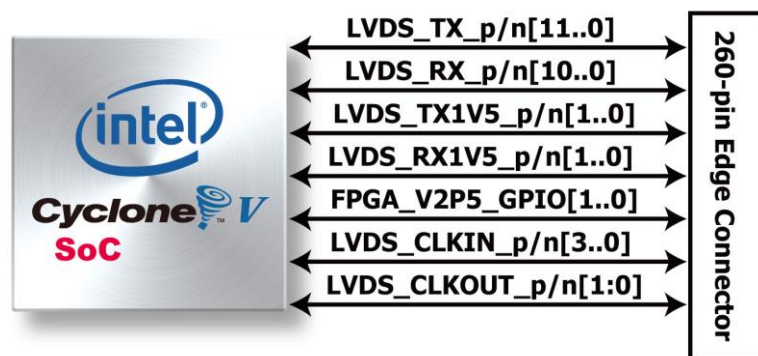 LVDS_TX_p/n[11..0]
LVDS_RX_p/n[10..0]
LVDS_TX1V5_p/n[1..0]
LVDS_RX1V5_p/n[1..0]
FPGA_V2P5_GPIO[1..0]
LVDS_CLKIN_p/n[3..0]
LVDS_CLKOUT_p/n[1:0]
intel®
Cyclone™ V
SoC
260-pin Edge Connector